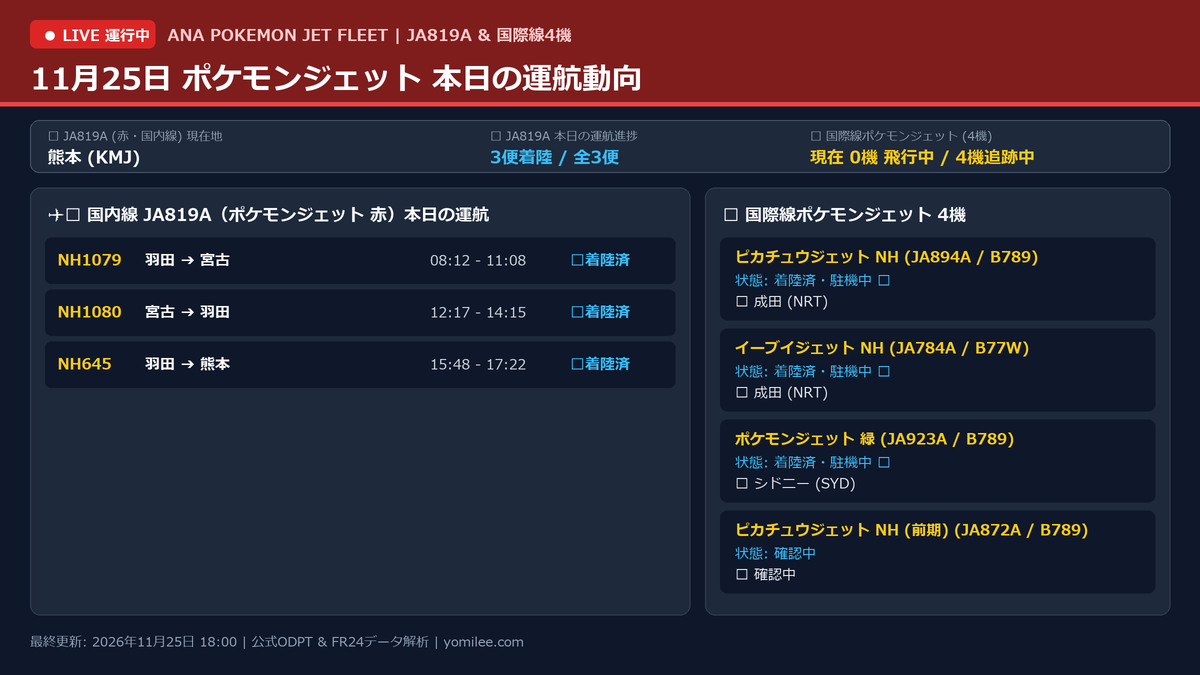 ● LIVE 運行中 ANA POKEMON JET FLEET | JA819A & 国際線4機
11月25日 ポケモンジェット 本日の運航動向
□ JA819A (赤・国内線) 現在地
熊本 (KMJ)
□ JA819A 本日の運航進捗
3便着陸 / 全3便
□ 国際線ポケモンジェット (4機)
現在 0機 飛行中 / 4機追跡中
✈□ 国内線 JA819A（ポケモンジェット 赤）本日の運航
NH1079 羽田 → 宮古 08:12 - 11:08 □着陸済
NH1080 宮古 → 羽田 12:17 - 14:15 □着陸済
NH645 羽田 → 熊本 15:48 - 17:22 □着陸済
□ 国際線ポケモンジェット 4機
ピカチュウジェット NH (JA894A / B789)
状態: 着陸済・駐機中 □
□ 成田 (NRT)
イーブイジェット NH (JA784A / B77W)
状態: 着陸済・駐機中 □
□ 成田 (NRT)
ポケモンジェット 緑 (JA923A / B789)
状態: 着陸済・駐機中 □
□ シドニー (SYD)
ピカチュウジェット NH (前期) (JA872A / B789)
状態: 確認中
□ 確認中
最終更新: 2026年11月25日 18:00 | 公式ODPT & FR24データ解析 | yomilee.com